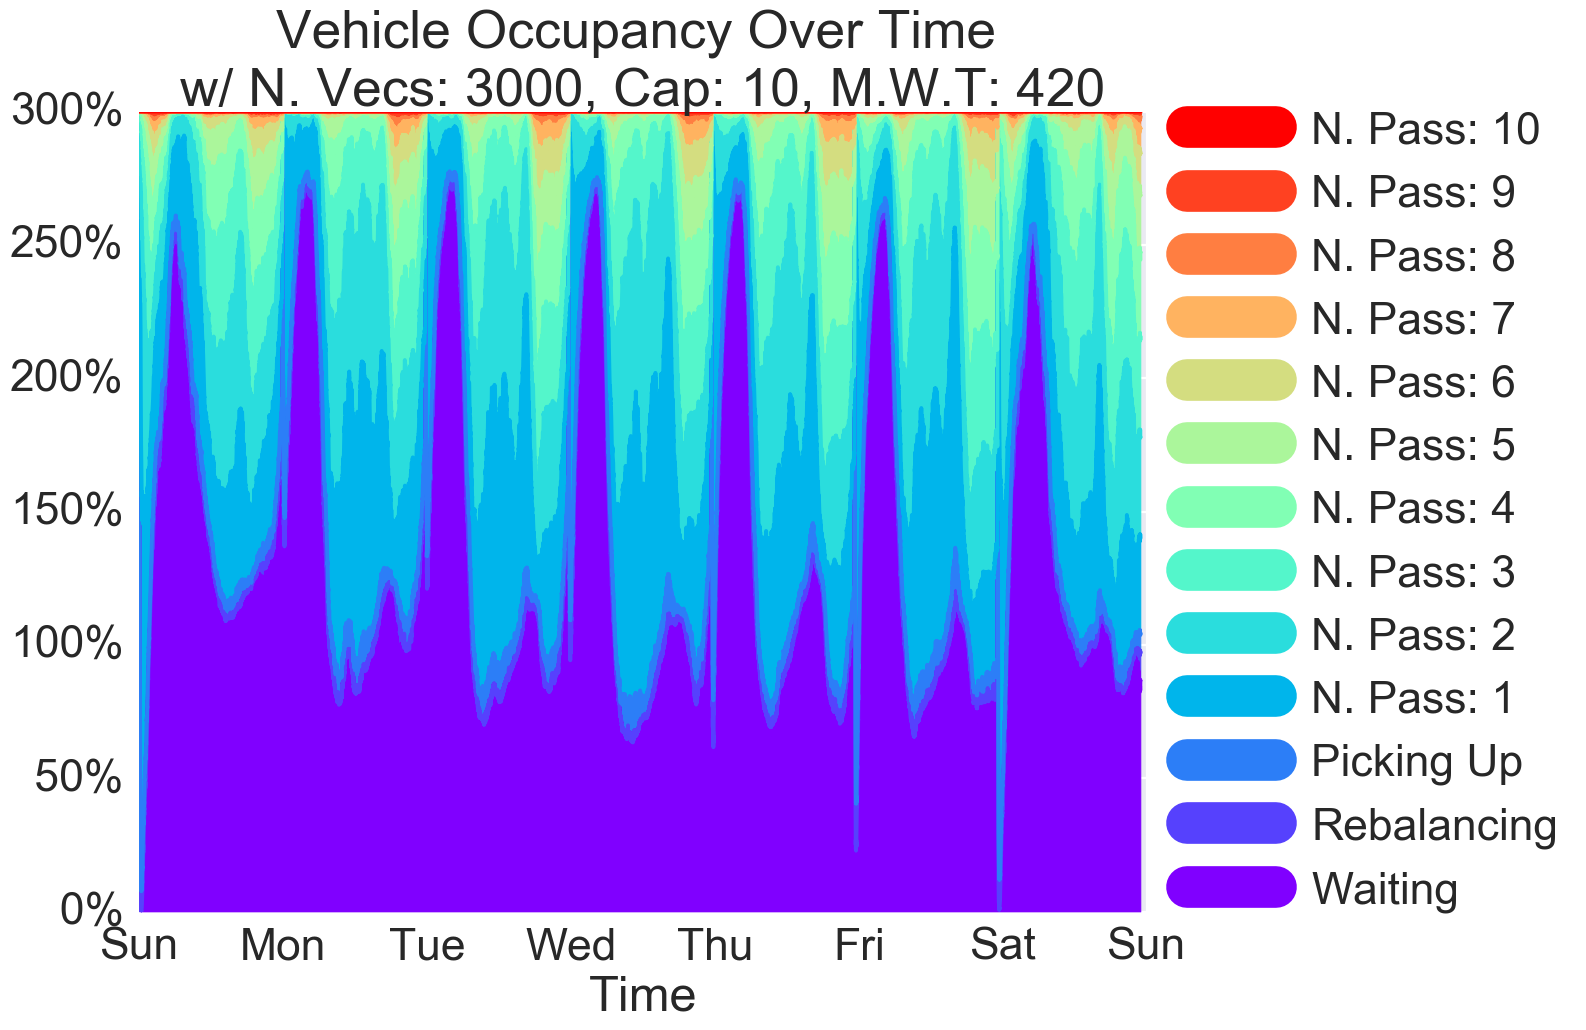 Vehicle Occupancy Over Time
w/ N. Vecs: 3000, Cap: 10, M.W.T: 420
300%
250%
200%
150%
100%
50%
0%
Sun Mon Tue Wed Thu Fri Sat Sun
Time
N. Pass: 10
N. Pass: 9
N. Pass: 8
N. Pass: 7
N. Pass: 6
N. Pass: 5
N. Pass: 4
N. Pass: 3
N. Pass: 2
N. Pass: 1
Picking Up
Rebalancing
Waiting